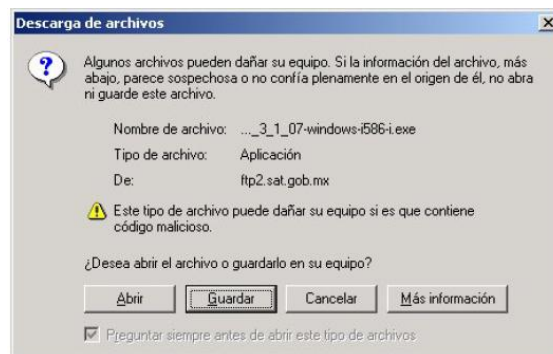 Descarga de archivos
Algunos archivos pueden dañar su equipo. Si la información del archivo, más
abajo, parece sospechosa o no confía plenamente en el origen de él, no abra
ni guarde este archivo.
Nombre de archivo: ..._3_1_07-windows-i586-i.exe
Tipo de archivo: Aplicación
De: ftp2.sat.gob.mx
Este tipo de archivo puede dañar su equipo si es que contiene
código malicioso.
¿Desea abrir el archivo o guardarlo en su equipo?
Abrir Guardar Cancelar Más información
Preguntar siempre antes de abrir este tipo de archivos